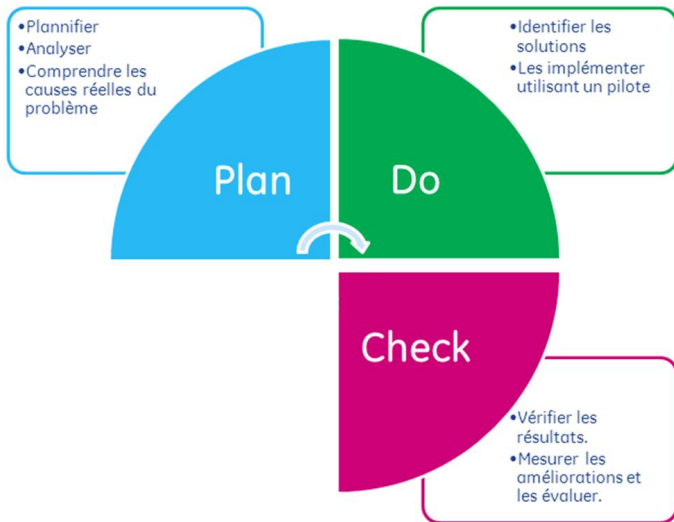 •Plannifier
•Analyser
•Comprendre les
causes réelles du
problème
•Identifier les
solutions
•Les implémenter
utilisant un pilote
Plan
Do
Check
•Vérifier les
résultats.
•Mesurer les
améliorations et
les évaluer.